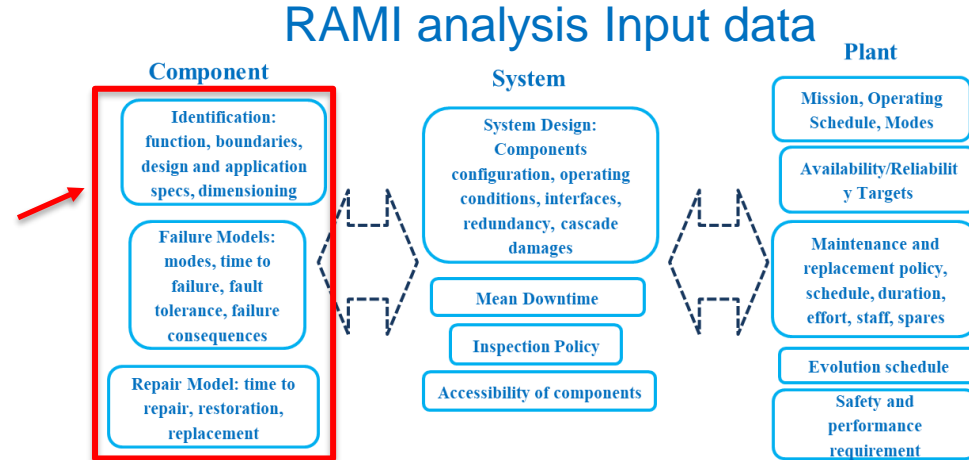 RAMI analysis Input data
Component
Identification:
function, boundaries,
design and application
specs, dimensioning
Failure Models:
modes, time to
failure, fault
tolerance, failure
consequences
Repair Model: time to
repair, restoration,
replacement
System
System Design:
Components
configuration, operating
conditions, interfaces,
redundancy, cascade
damages
Mean Downtime
Inspection Policy
Accessibility of components
Plant
Mission, Operating
Schedule, Modes
Availability/Reliabilit
y Targets
Maintenance and
replacement policy,
schedule, duration,
effort, staff, spares
Evolution schedule
Safety and
performance
requirement